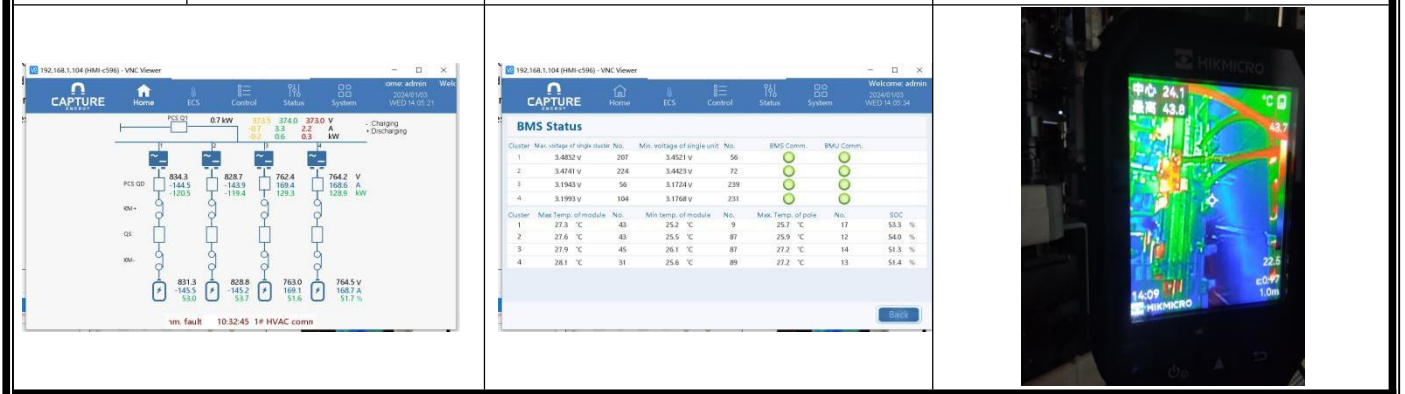 192.168.1.104 (HMI-c596) - VNC Viewer
CAPTURE
ENERGY
Home
ECS
Control
Status
System
ome: admin Welc
2024/01/03
WED 14:05:21
PCS Q1
0.7 kW
373.5 374.0 373.0 V
-0.7 3.3 2.2 A
-0.2 0.6 0.3 kW
- :Charging
+:Discharging
1# 2# 3# 4#
PCS QD
834.3 828.7 762.4 764.2 V
-144.5 -143.9 169.4 168.6 A
-120.5 -119.4 129.3 128.9 kW
KM+
QS
KM-
831.3 828.8 763.0 764.5 V
-145.5 -145.2 169.1 168.7 A
53.0 53.7 51.6 51.7 %
nm. fault 10:32:45 1# HVAC comm
192.168.1.104 (HMI-c596) - VNC Viewer
CAPTURE
ENERGY
Home
ECS
Control
Status
System
Welcome: admin
2024/01/03
WED 14:05:34
BMS Status
Cluster Max. voltage of single cluster No. Min. voltage of single unit No. BMS Comm. BMU Comm.
1 3.4832 V 207 3.4521 V 56
2 3.4741 V 224 3.4423 V 72
3 3.1943 V 56 3.1724 V 239
4 3.1993 V 104 3.1768 V 231
Cluster Max Temp. of module No. Min temp. of module No. Max. Temp. of pole No. SOC
1 27.3 ℃ 43 25.2 ℃ 9 25.7 ℃ 17 53.3 %
2 27.6 ℃ 43 25.5 ℃ 87 25.9 ℃ 12 54.0 %
3 27.9 ℃ 45 26.1 ℃ 87 27.2 ℃ 14 51.3 %
4 28.1 ℃ 31 25.6 ℃ 89 27.2 ℃ 13 51.4 %
Back
HIKMICRO
中心 24.1
最高 43.8
℃
43.7
22.5
ε:0.97
1.0m
14:09
HIKMICRO